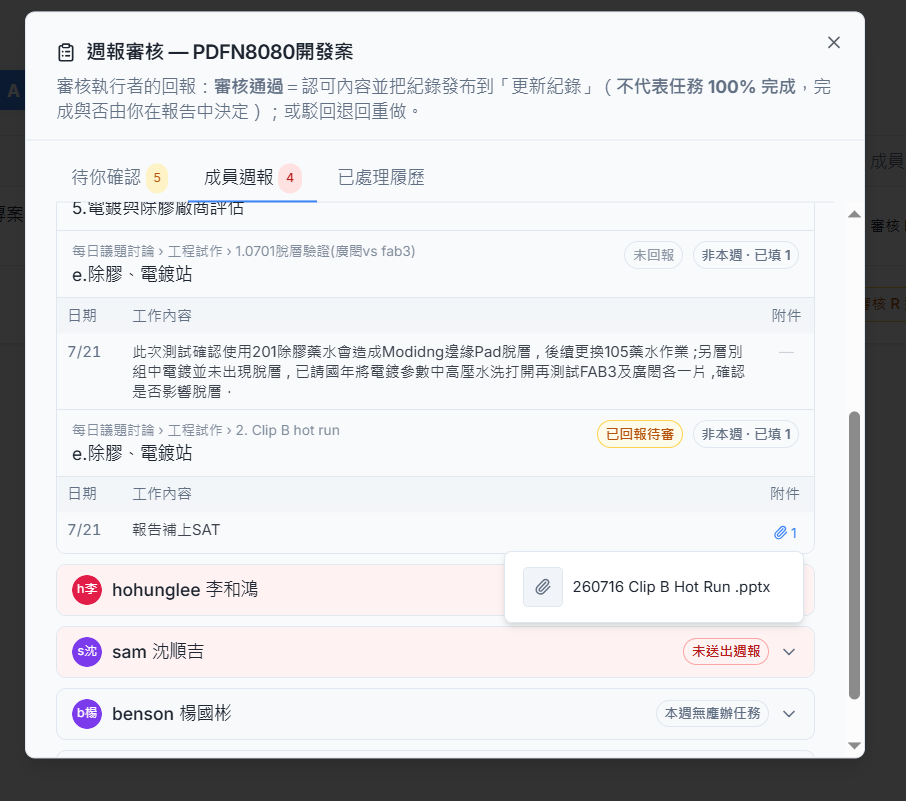 週報審核 — PDFN8080開發案
審核執行者的回報：審核通過＝認可內容並把紀錄發布到「更新紀錄」（不代表任務 100% 完成，完
成與否由你在報告中決定）；或駁回退回重做。
A
待你確認 5
成員週報 4
已處理履歷
成員
專案
5.電鍍與除膠廠商評估
審核
每日議題討論 › 工程試作 › 1.0701脫層驗證(廣閎vs fab3)
未回報
非本週 · 已填 1
e.除膠、電鍍站
日期 工作內容 附件
審核 R
7/21 此次測試確認使用201除膠藥水會造成Modidng邊緣Pad脫層 , 後續更換105藥水作業 ;另層別 —
組中電鍍並未出現脫層 , 已請國年將電鍍參數中高壓水洗打開再測試FAB3及廣閎各一片 ,確認
是否影響脫層 .
每日議題討論 › 工程試作 › 2. Clip B hot run
已回報待審
非本週 · 已填 1
e.除膠、電鍍站
日期 工作內容 附件
7/21 報告補上SAT 1
260716 Clip B Hot Run .pptx
h李 hohunglee 李和鴻
s沈 sam 沈順吉 未送出週報
b楊 benson 楊國彬 本週無應辦任務